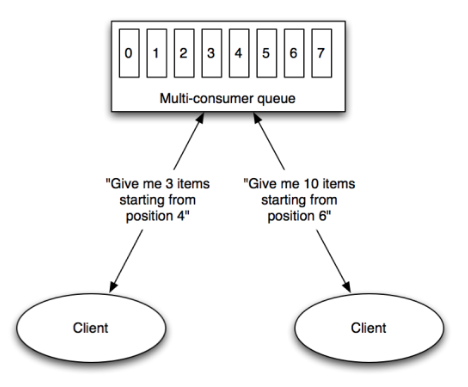 0 1 2 3 4 5 6 7
Multi-consumer queue
"Give me 3 items
starting from
position 4"
"Give me 10 items
starting from
position 6"
Client
Client